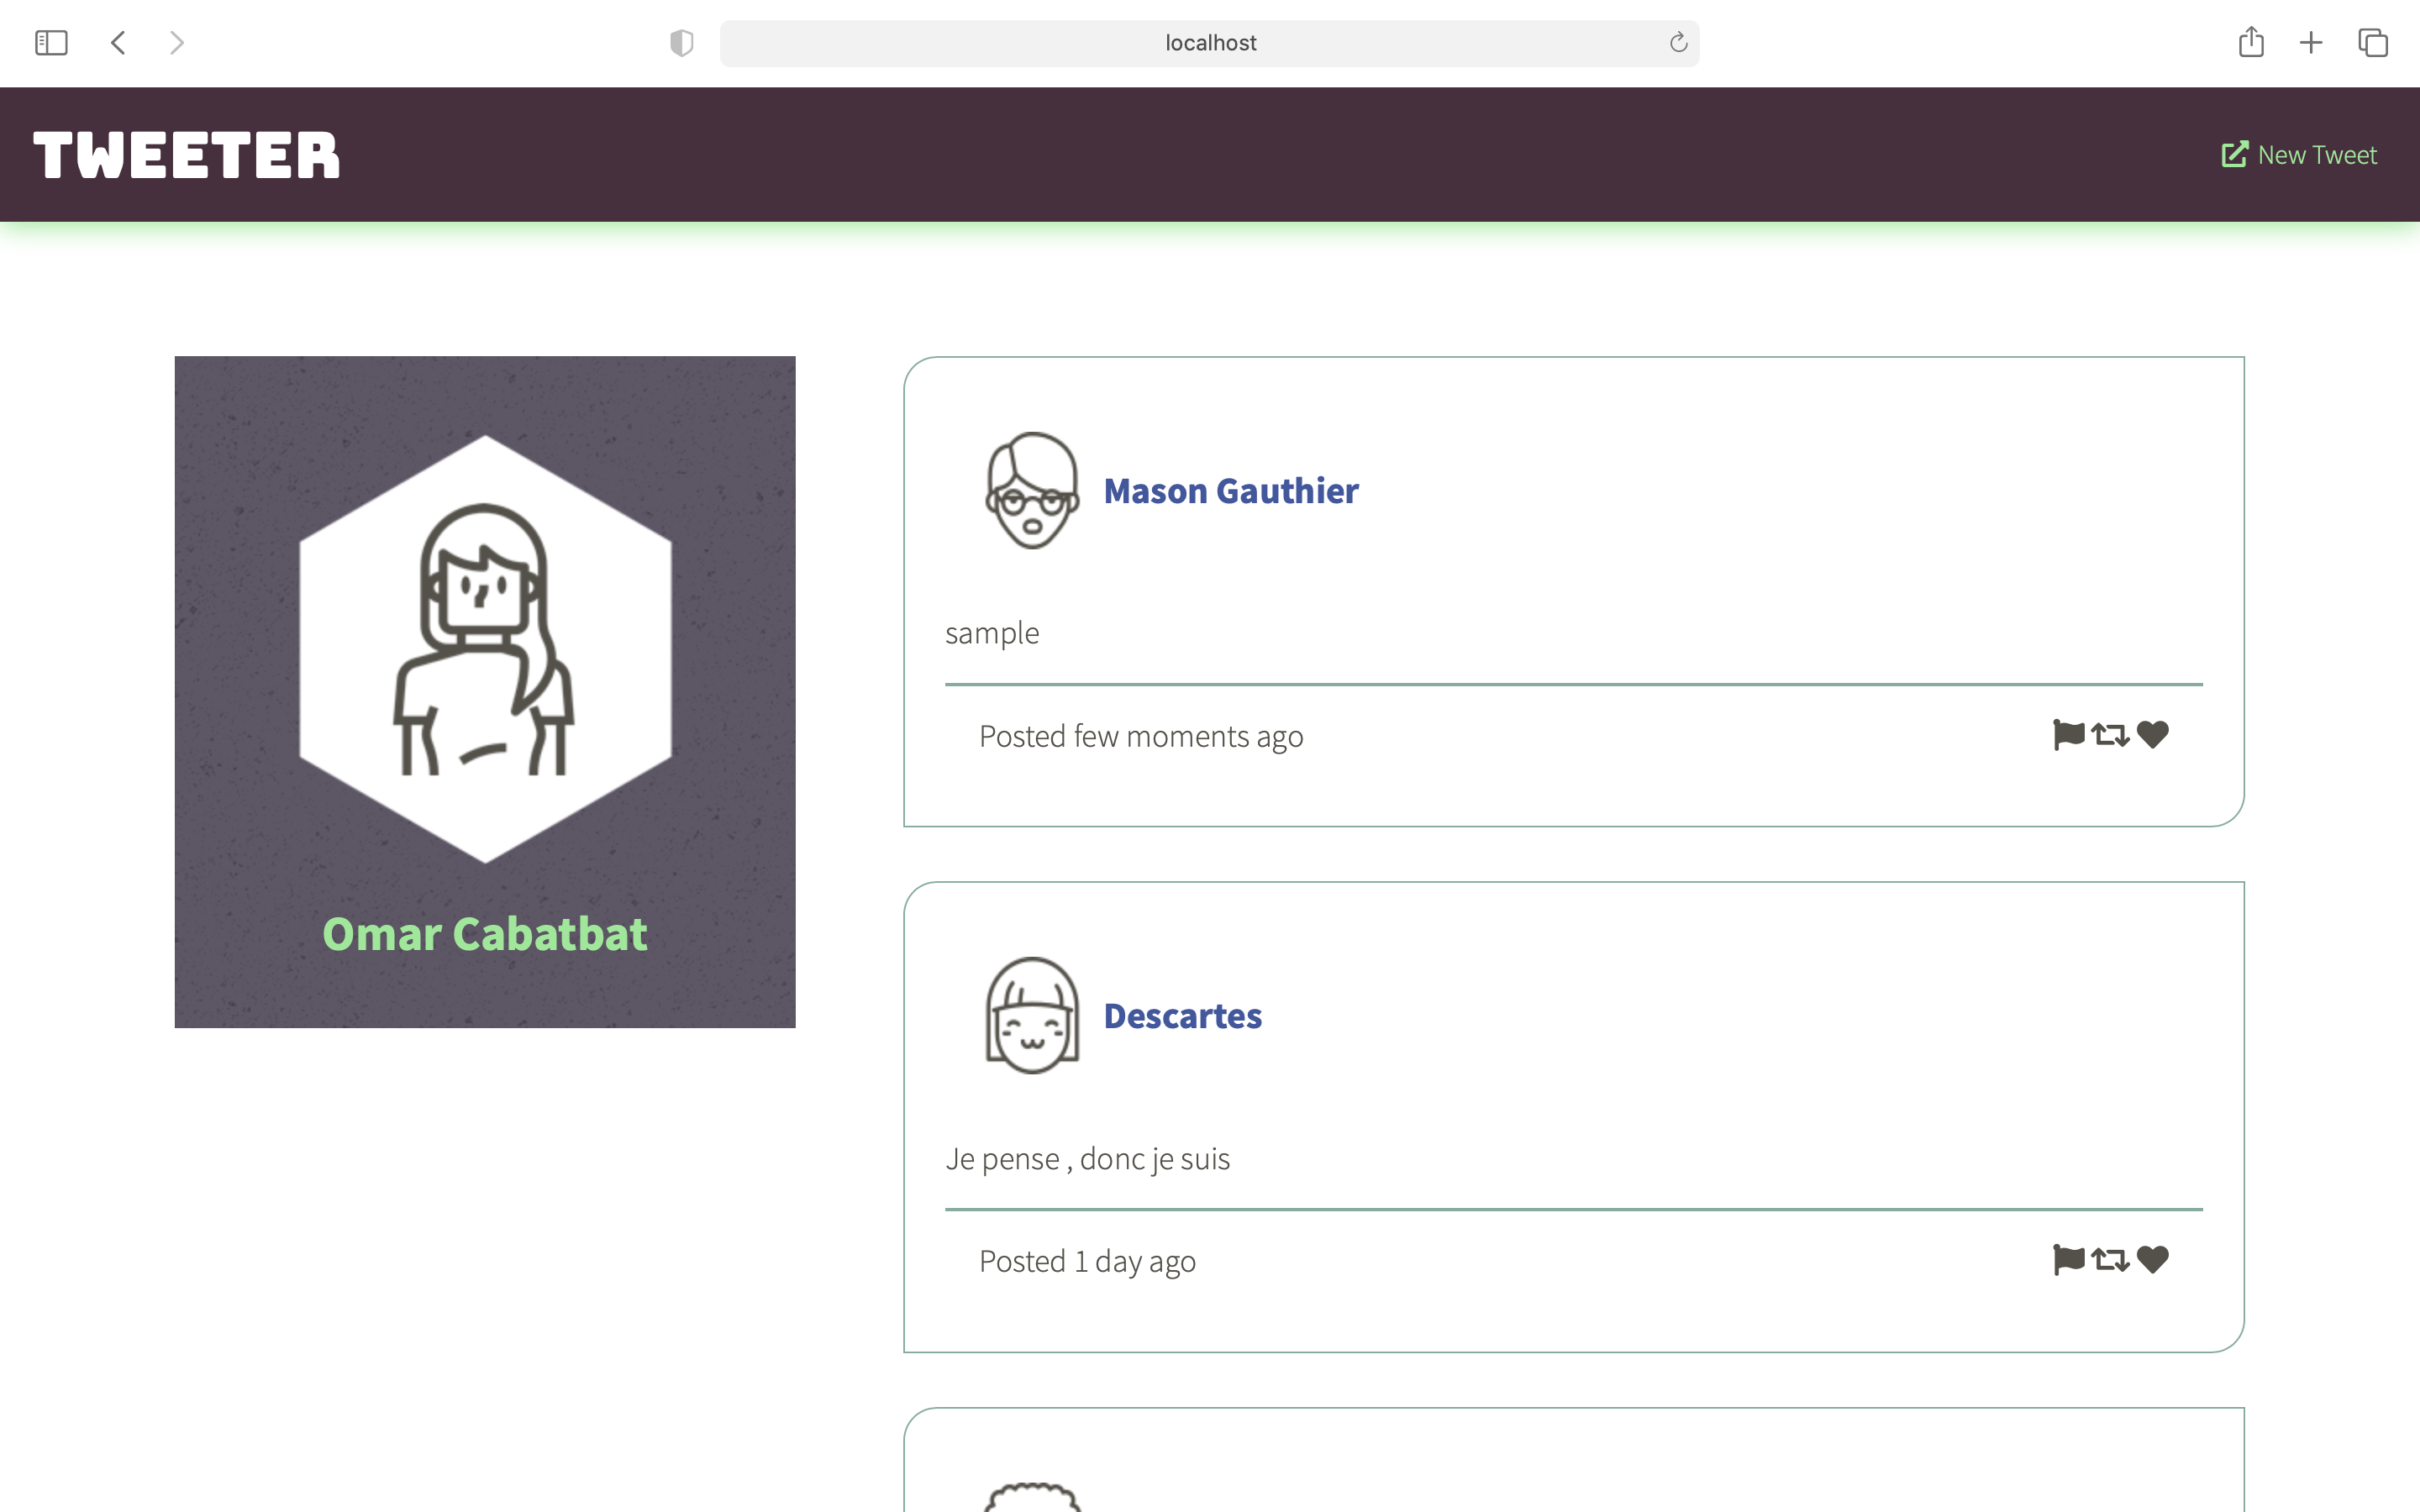 localhost
TWEETER
New Tweet
Omar Cabatbat
Mason Gauthier
sample
Posted few moments ago
Descartes
Je pense , donc je suis
Posted 1 day ago